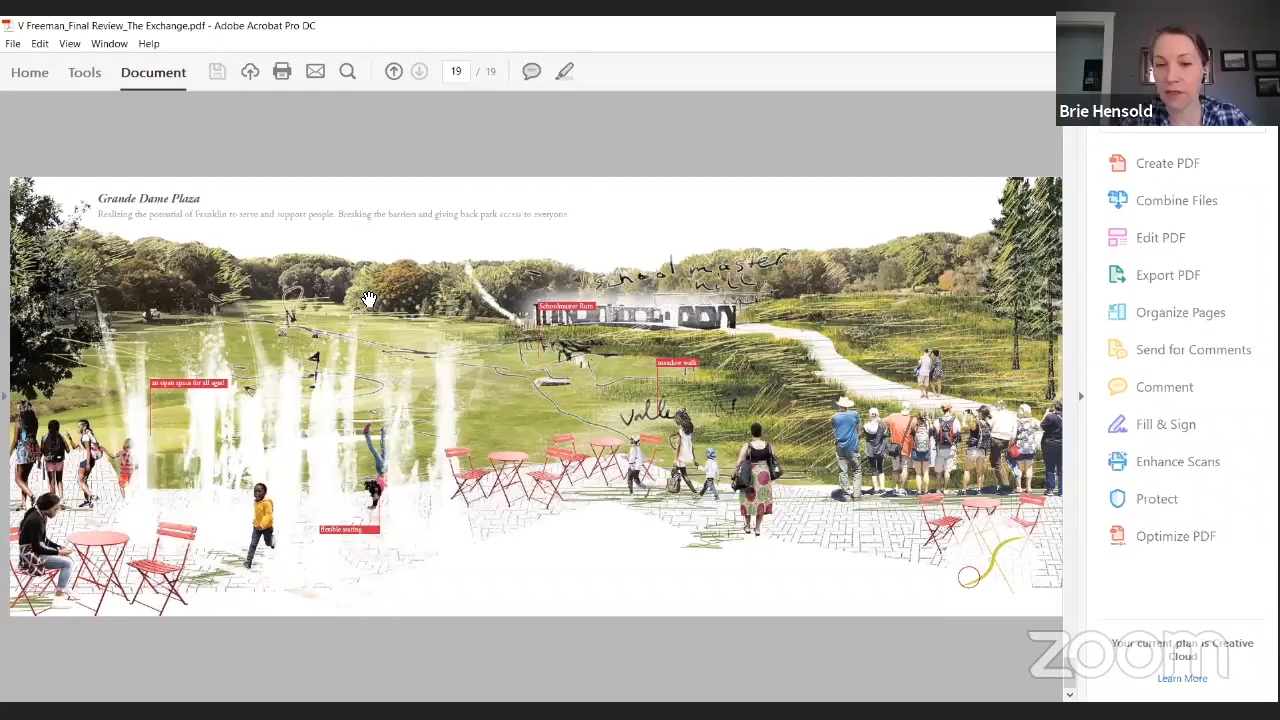 V Freeman_Final Review_The Exchange.pdf - Adobe Acrobat Pro DC
File Edit View Window Help
Home Tools Document 19 / 19
Brie Hensold
Create PDF
Combine Files
Edit PDF
Export PDF
Organize Pages
Send for Comments
Comment
Fill & Sign
Enhance Scans
Protect
Optimize PDF
Your current plan is Creative
Cloud
Learn More
Grande Dame Plaza
Realizing the potential of Franklin to serve and support people. Breaking the barriers and giving back park access to everyone
schoolmaster
hill
Schoolmaster Ruin
meadow walk
an open space for all ages!
valley
flexible seating
zoom